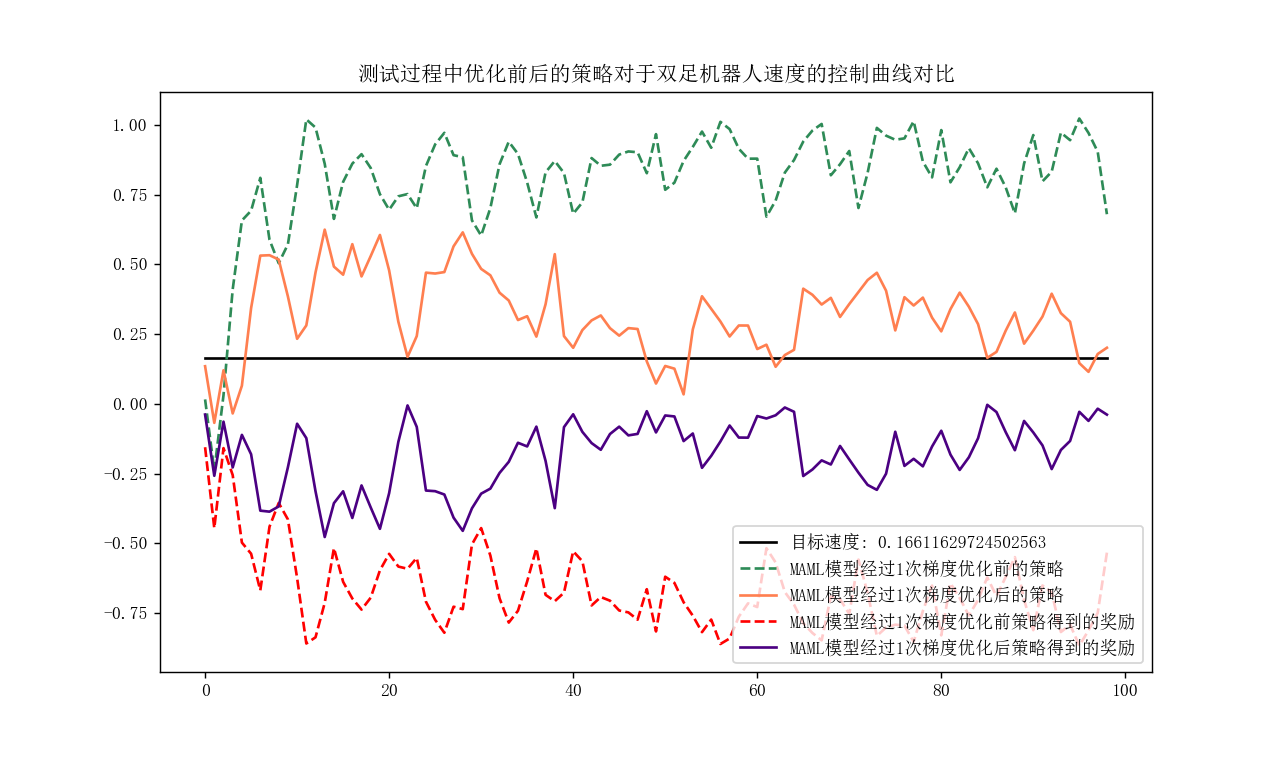 测试过程中优化前后的策略对于双足机器人速度的控制曲线对比
1.00
0.75
0.50
0.25
0.00
−0.25
−0.50
−0.75
目标速度: 0.16611629724502563
MAML模型经过1次梯度优化前的策略
MAML模型经过1次梯度优化后的策略
MAML模型经过1次梯度优化前策略得到的奖励
MAML模型经过1次梯度优化后策略得到的奖励
0 20 40 60 80 100